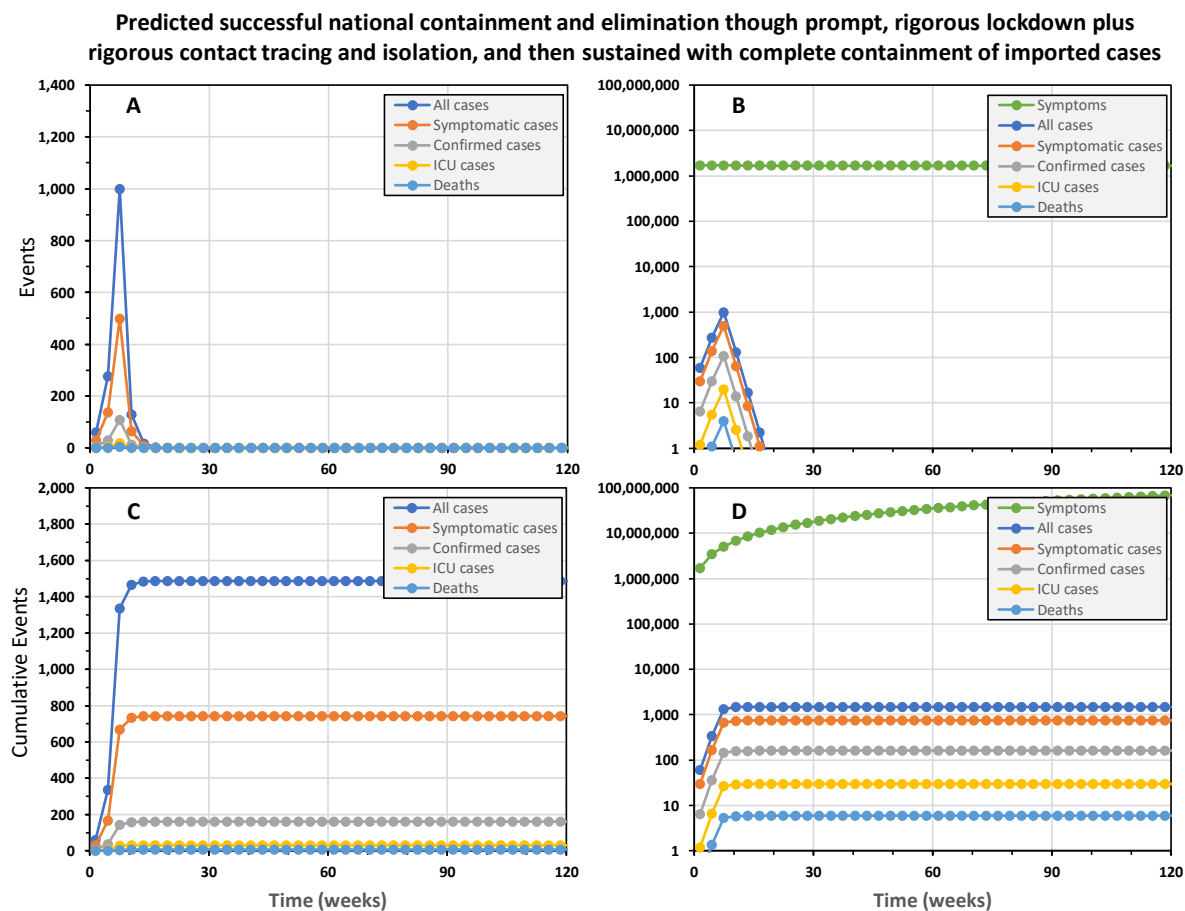 Predicted successful national containment and elimination though prompt, rigorous lockdown plus
rigorous contact tracing and isolation, and then sustained with complete containment of imported cases
A
Events
1,400
1,200
1,000
800
600
400
200
0
0
30
60
90
120
All cases
Symptomatic cases
Confirmed cases
ICU cases
Deaths
B
100,000,000
10,000,000
1,000,000
100,000
10,000
1,000
100
10
1
0
30
60
90
120
Symptoms
All cases
Symptomatic cases
Confirmed cases
ICU cases
Deaths
C
Cumulative Events
2,000
1,800
1,600
1,400
1,200
1,000
800
600
400
200
0
0
30
60
90
120
Time (weeks)
All cases
Symptomatic cases
Confirmed cases
ICU cases
Deaths
D
100,000,000
10,000,000
1,000,000
100,000
10,000
1,000
100
10
1
0
30
60
90
120
Time (weeks)
Symptoms
All cases
Symptomatic cases
Confirmed cases
ICU cases
Deaths